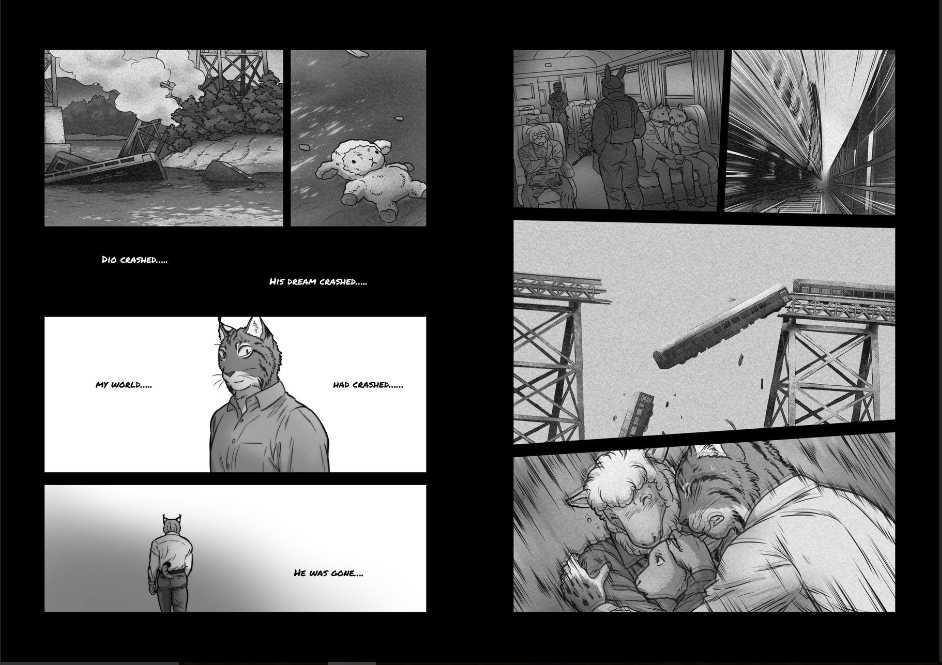 Dio crashed.....
His dream crashed.....
my world.....
had crashed......
He was gone....